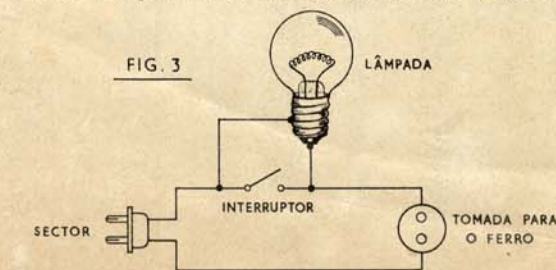 FIG. 3
LÂMPADA
INTERRUPTOR
SECTOR
TOMADA PARA
O FERRO